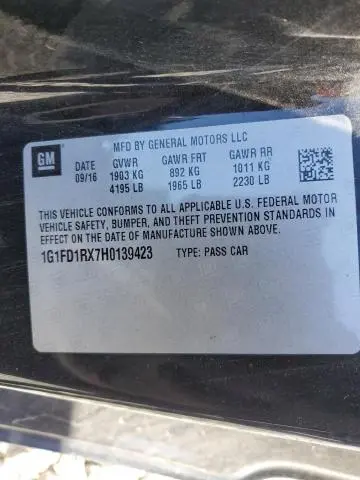 MFD BY GENERAL MOTORS LLC
GM
DATE GVWR GAWR FRT GAWR RR
09/16 1903 KG 892 KG 1011 KG
4195 LB 1965 LB 2230 LB
THIS VEHICLE CONFORMS TO ALL APPLICABLE U.S. FEDERAL MOTOR
VEHICLE SAFETY, BUMPER, AND THEFT PREVENTION STANDARDS IN
EFFECT ON THE DATE OF MANUFACTURE SHOWN ABOVE.
1G1FD1RX7H0139423 TYPE: PASS CAR